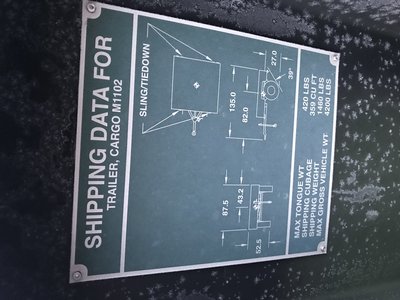 SHIPPING DATA FOR
TRAILER, CARGO M1102
SLING/TIEDOWN
135.0
82.0
27.0
39°
87.5
43.2
52.5
MAX TONGUE WT 420 LBS
SHIPPING CUBAGE 359 CU FT
SHIPPING WEIGHT 1460 LBS
MAX GROSS VEHICLE WT 4200 LBS